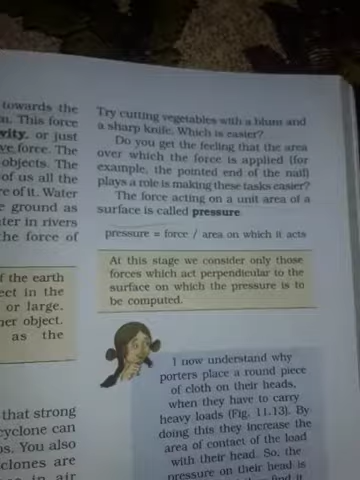 towards the
This force
vity, or just
ve force. The
objects. The
of us all the
re of it. Water
e ground as
ter in rivers
the force of
f the earth
ect in the
or large,
her object.
as the
that strong
cyclone can
You also
clones are
in air
Try cutting vegetables with a blunt and
a sharp knife. Which is easier?
Do you get the feeling that the area
over which the force is applied (for
example, the pointed end of the nail)
plays a role is making these tasks easier?
The force acting on a unit area of a
surface is called pressure.
pressure = force / area on which it acts
At this stage we consider only those
forces which act perpendicular to the
surface on which the pressure is to
be computed.
I now understand why
porters place a round piece
of cloth on their heads,
when they have to carry
heavy loads (Fig. 11.13). By
doing this they increase the
area of contact of the load
with their head. So, the
pressure on their head is
find it